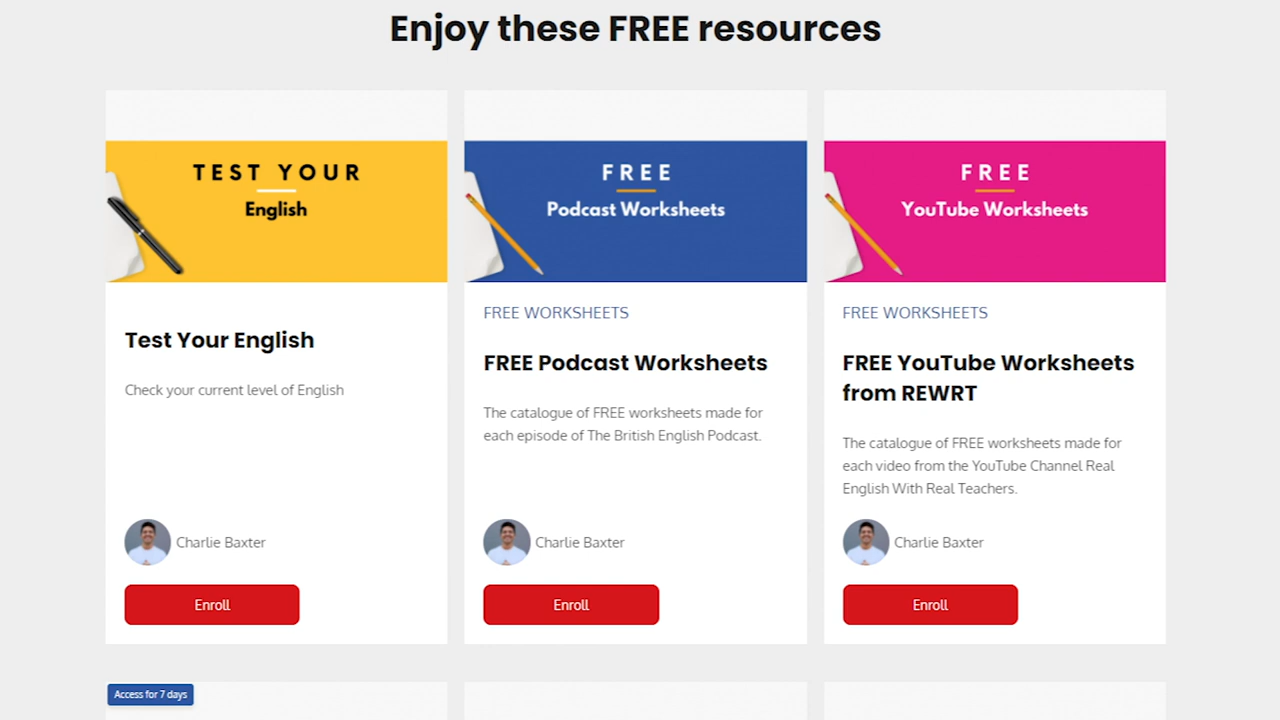 Enjoy these FREE resources
TEST YOUR
English
Test Your English
Check your current level of English
Charlie Baxter
Enroll
FREE
Podcast Worksheets
FREE WORKSHEETS
FREE Podcast Worksheets
The catalogue of FREE worksheets made for
each episode of The British English Podcast.
Charlie Baxter
Enroll
FREE
YouTube Worksheets
FREE WORKSHEETS
FREE YouTube Worksheets
from REWRT
The catalogue of FREE worksheets made for
each video from the YouTube Channel Real
English With Real Teachers.
Charlie Baxter
Enroll
Access for 7 days